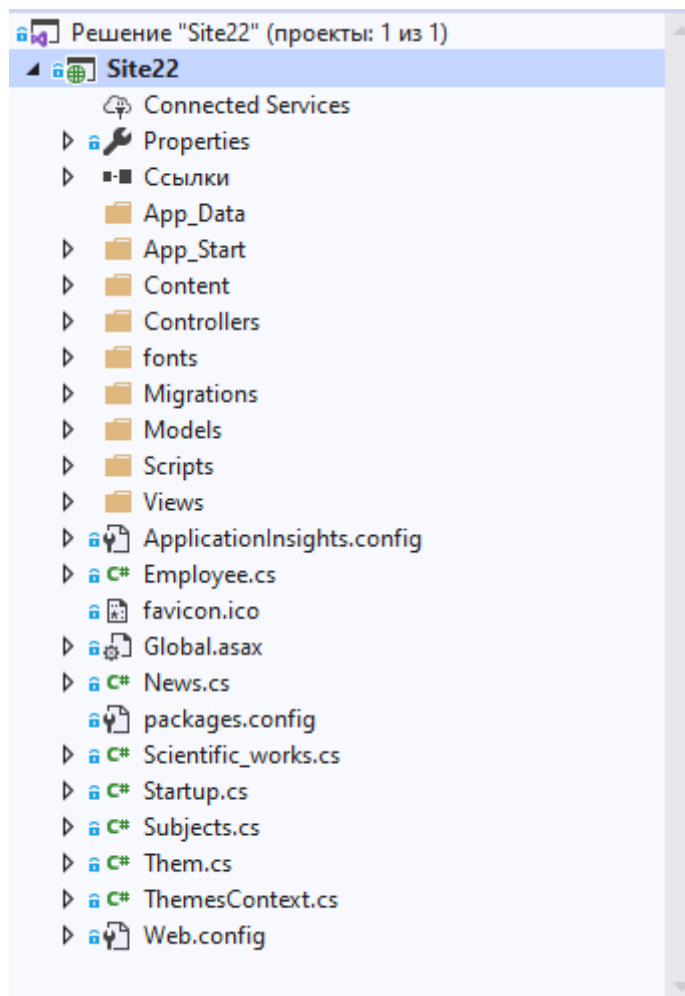 Решение "Site22" (проекты: 1 из 1)
Site22
Connected Services
Properties
Ссылки
App_Data
App_Start
Content
Controllers
fonts
Migrations
Models
Scripts
Views
ApplicationInsights.config
C# Employee.cs
favicon.ico
Global.asax
C# News.cs
packages.config
C# Scientific_works.cs
C# Startup.cs
C# Subjects.cs
C# Them.cs
C# ThemesContext.cs
Web.config